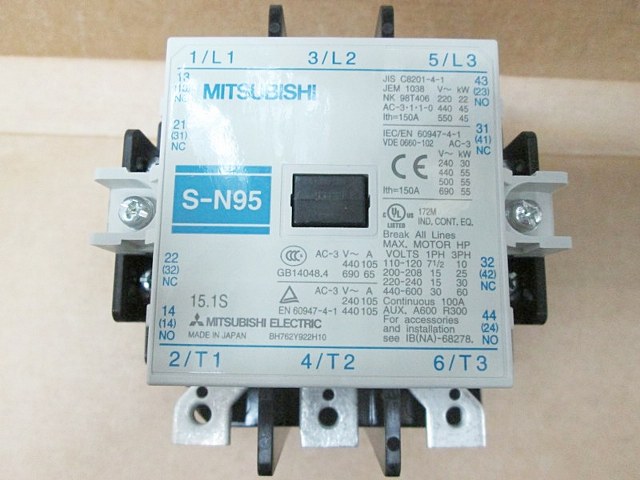 1/L1 3/L2 5/L3
13
NO
MITSUBISHI
JIS C8201-4-1
JEM 1038 V~ kW
NK 98T406 220 22
AC-3・1・1-0 440 45
Ith=150A 550 45
43
(23)
NO
21
(31)
NC
IEC/EN 60947-4-1
VDE 0660-102 AC-3
V~ kW
240 30
440 55
500 55
Ith=150A 690 55
31
(41)
NC
CE
S-N95
UL
LISTED
172M
IND. CONT. EQ.
Break All Lines
MAX. MOTOR HP
VOLTS 1PH 3PH
110-120 7 1/2 10
200-208 15 25
220-240 15 30
440-600 30 60
Continuous 100A
AUX. A600 R300
For accessories
and installation
see IB(NA)-68278.
22
(32)
NC
CCC
AC-3 V~ A
440 105
GB14048.4 690 65
32
(42)
NC
AC-3 V~ A
240 105
EN 60947-4-1 440 105
15.1S
14
(14)
NO
MITSUBISHI ELECTRIC
MADE IN JAPAN BH762Y922H10
44
(24)
NO
2/T1 4/T2 6/T3